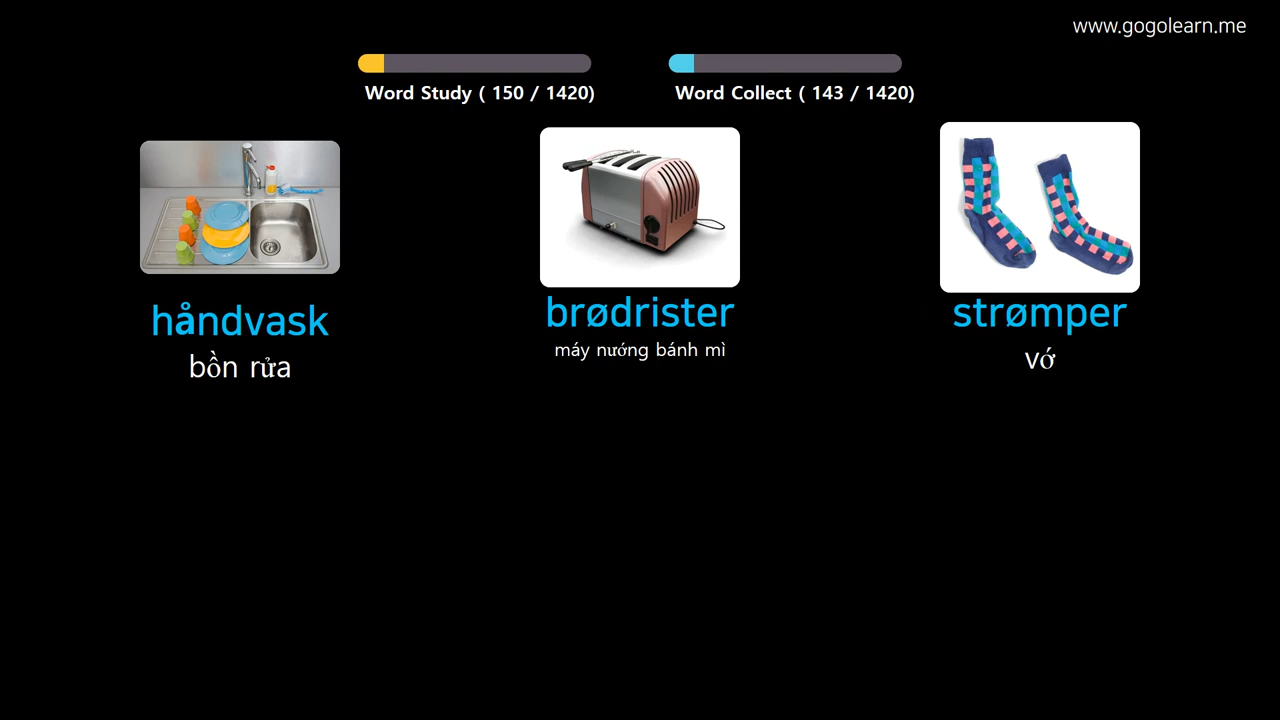 www.gogolearn.me
Word Study ( 150 / 1420)
Word Collect ( 143 / 1420)
håndvask
bồn rửa
brødrister
máy nướng bánh mì
strømper
vớ